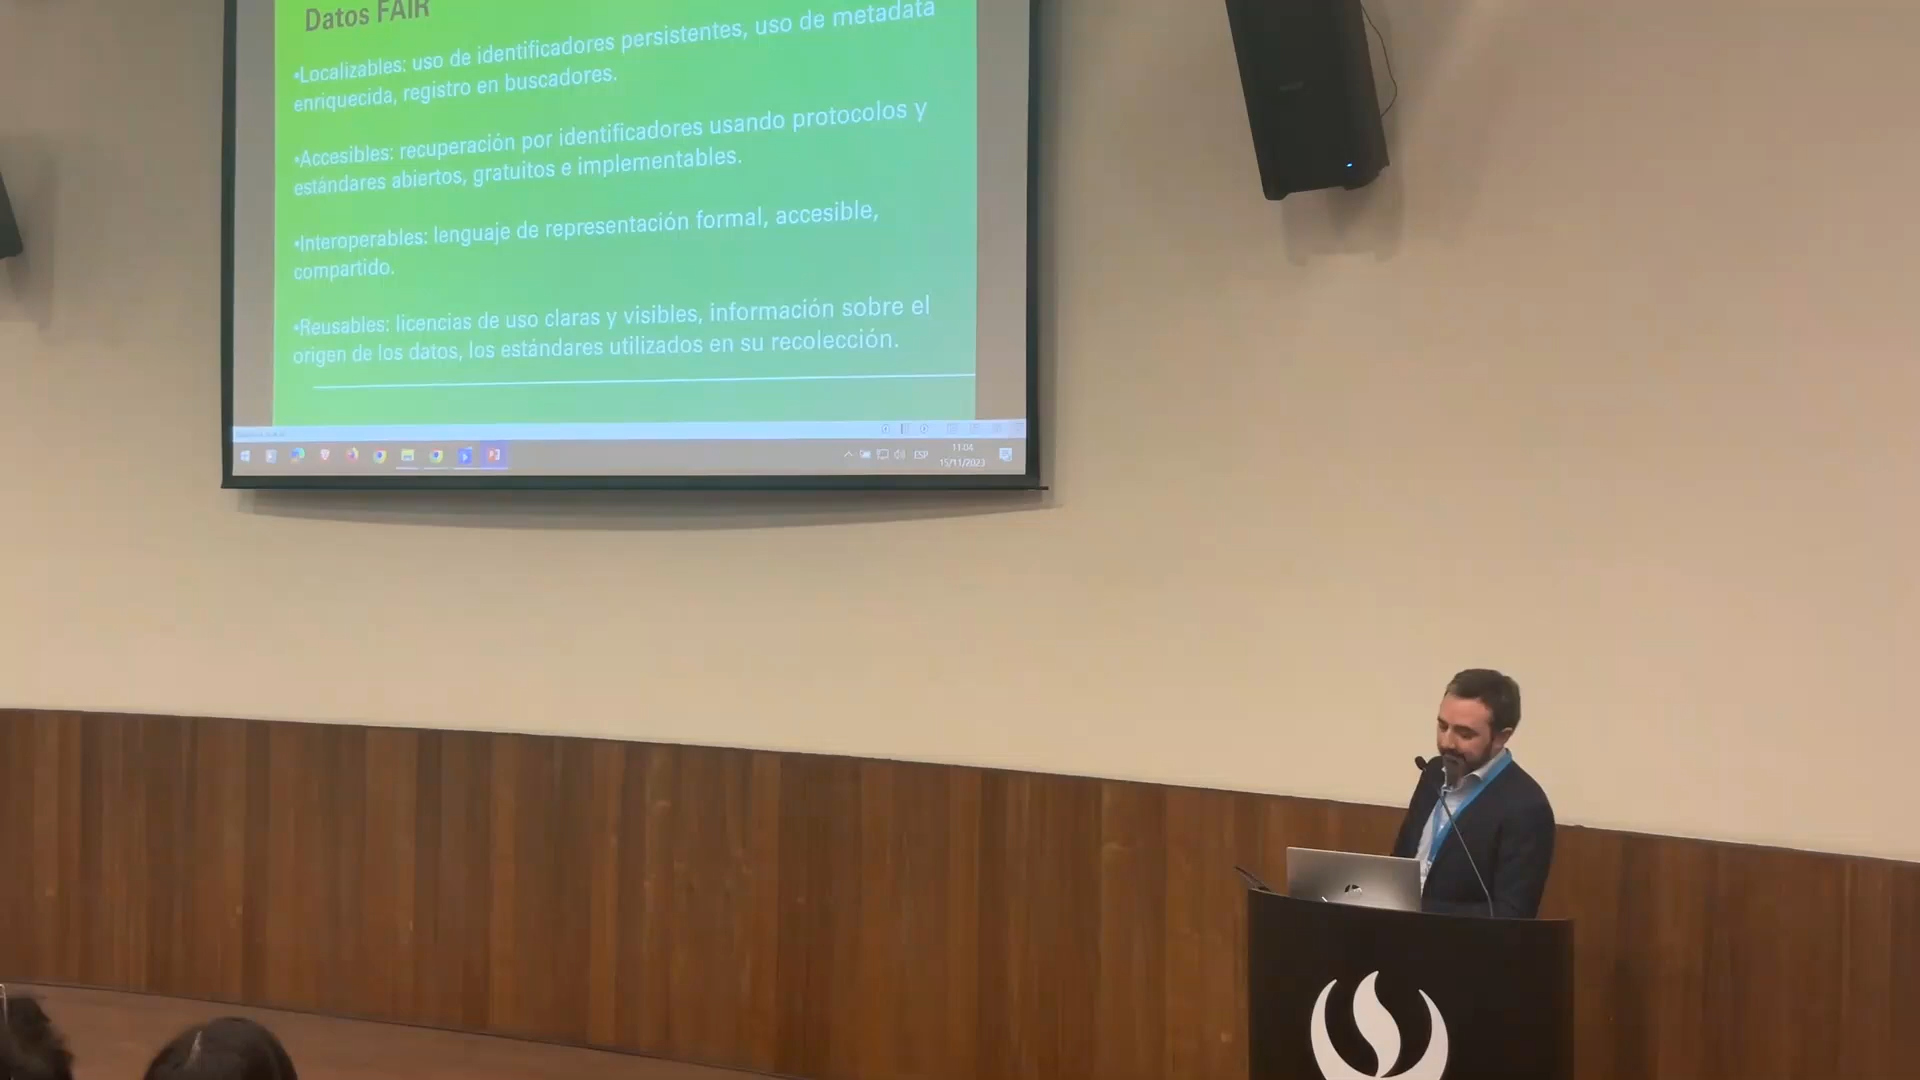 Datos FAIR
•Localizables: uso de identificadores persistentes, uso de metadata
enriquecida, registro en buscadores.
•Accesibles: recuperación por identificadores usando protocolos y
estándares abiertos, gratuitos e implementables.
•Interoperables: lenguaje de representación formal, accesible,
compartido.
•Reusables: licencias de uso claras y visibles, información sobre el
origen de los datos, los estándares utilizados en su recolección.
ESP
11:04
15/11/2023